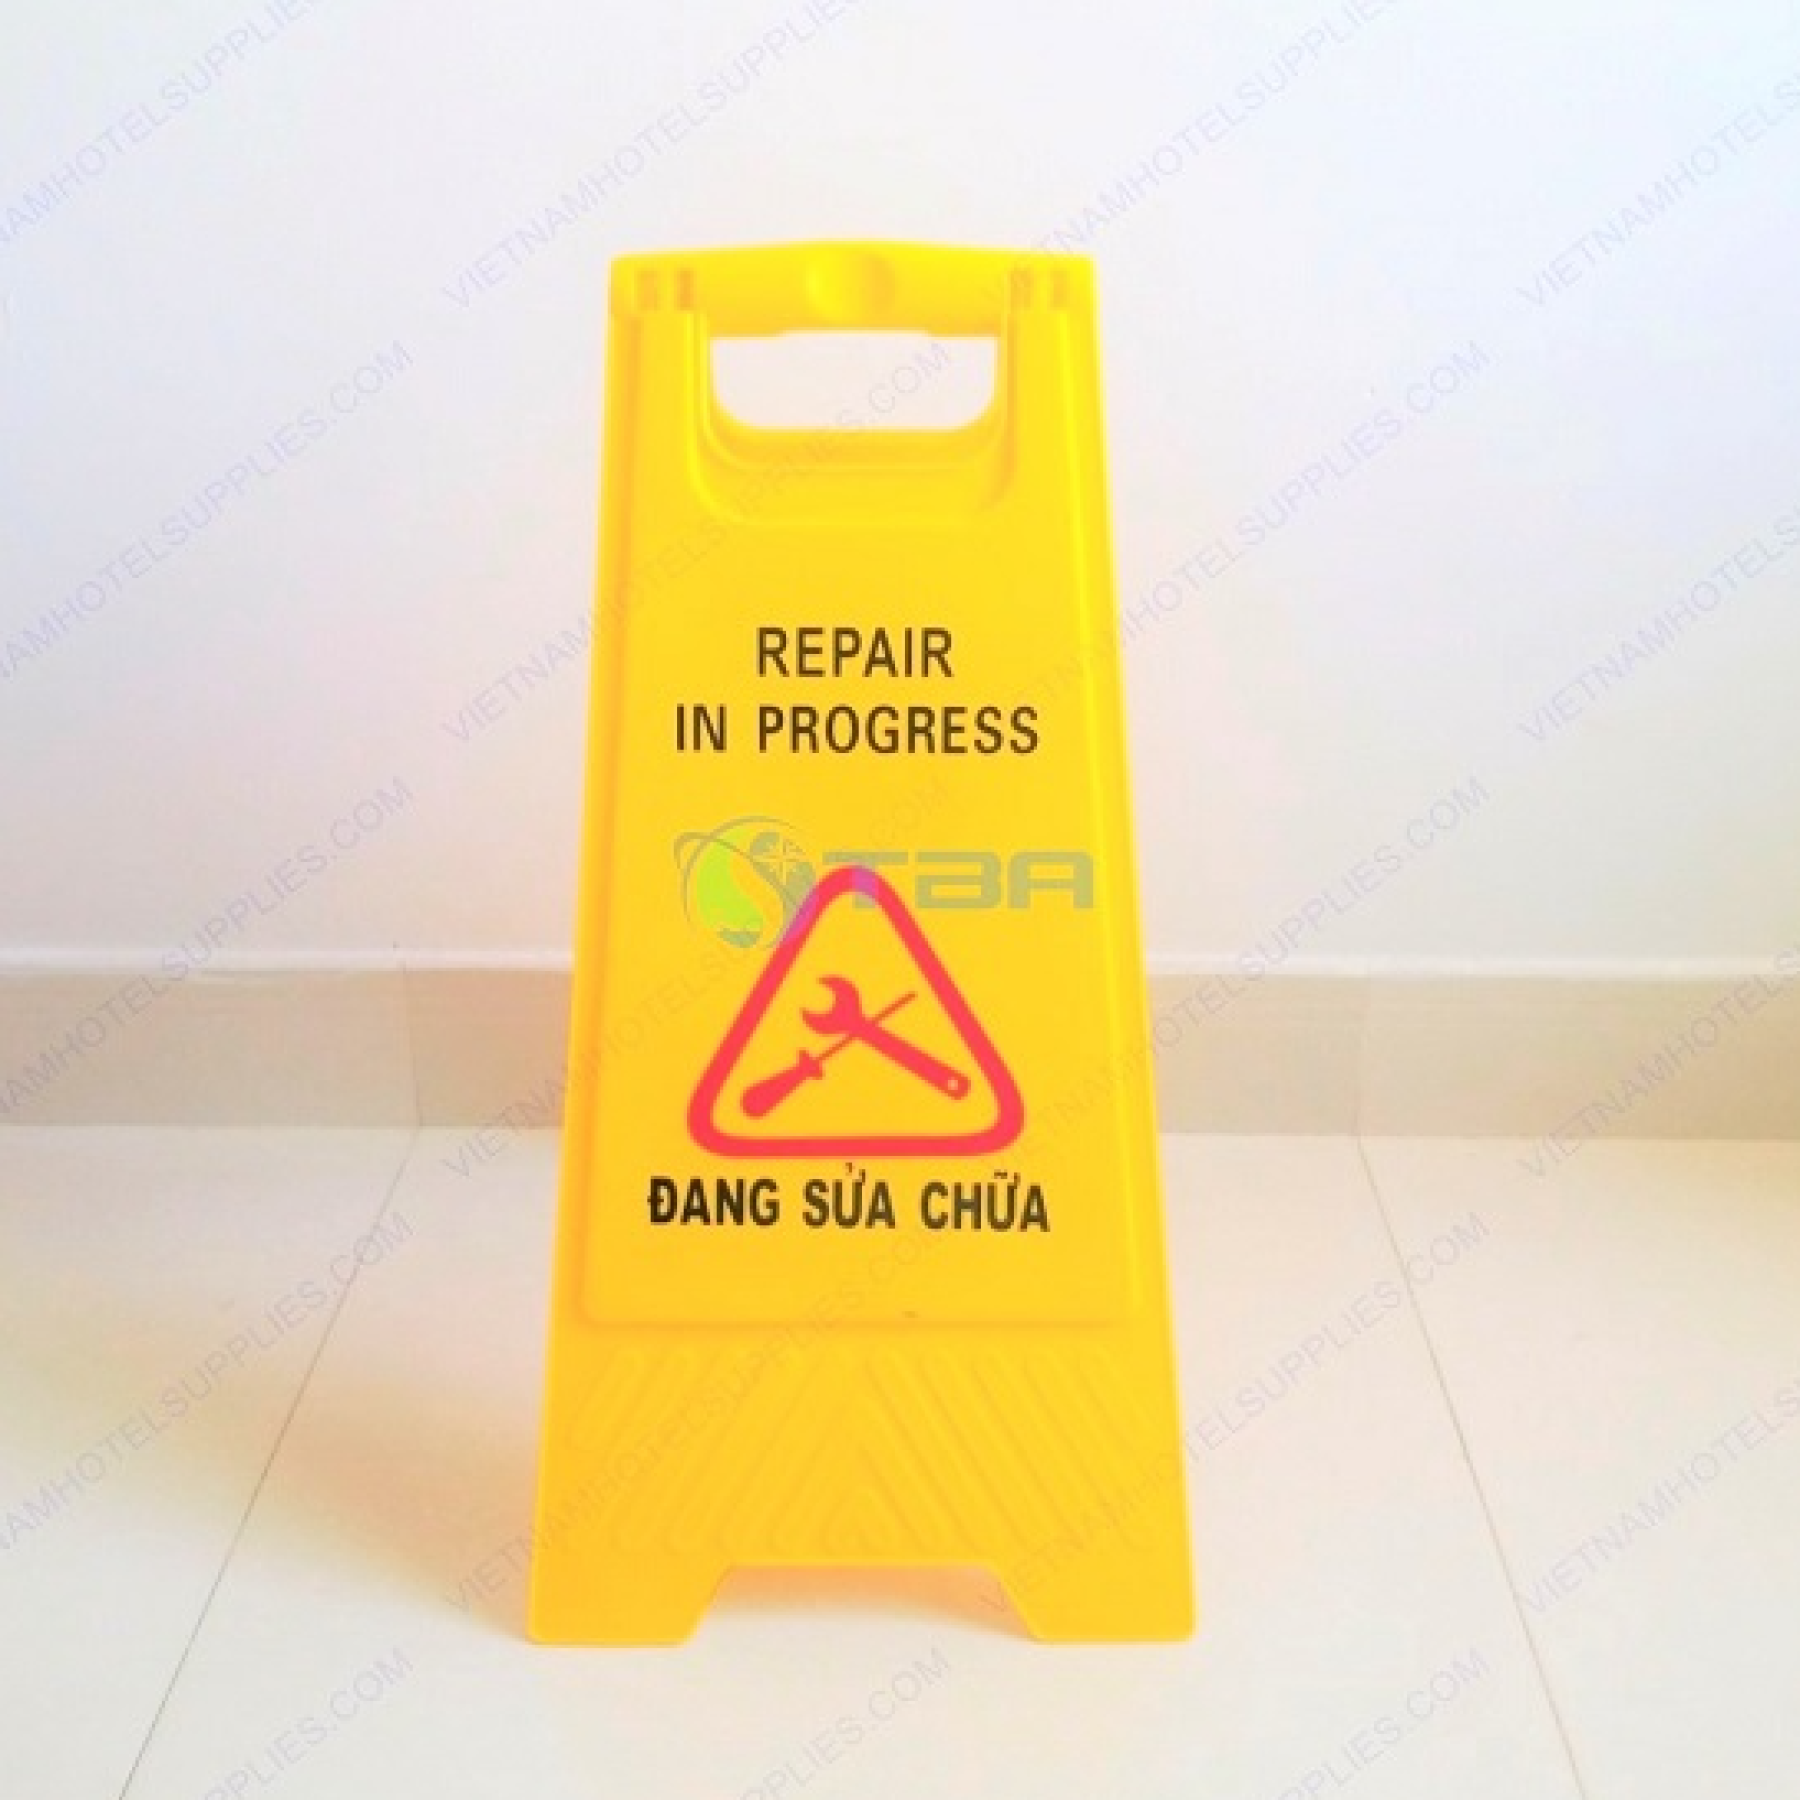 REPAIR
IN PROGRESS
TBA
ĐANG SỬA CHỮA
VIETNAMHOTELSUPPLIES.COM